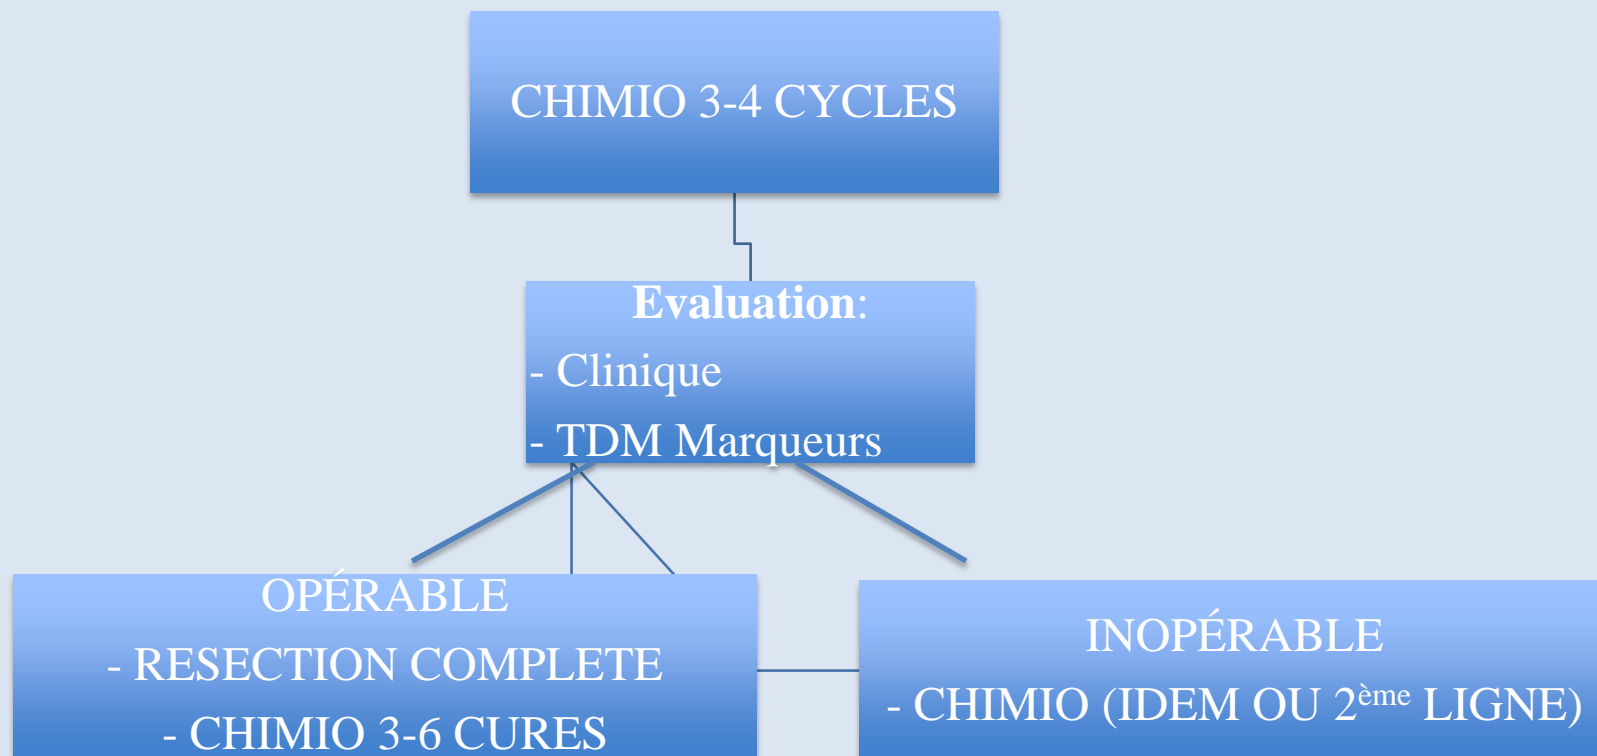 CHIMIO 3-4 CYCLES
Evaluation:
- Clinique
- TDM Marqueurs
OPÉRABLE
- RESECTION COMPLETE
- CHIMIO 3-6 CURES
INOPÉRABLE
- CHIMIO (IDEM OU 2ème LIGNE)